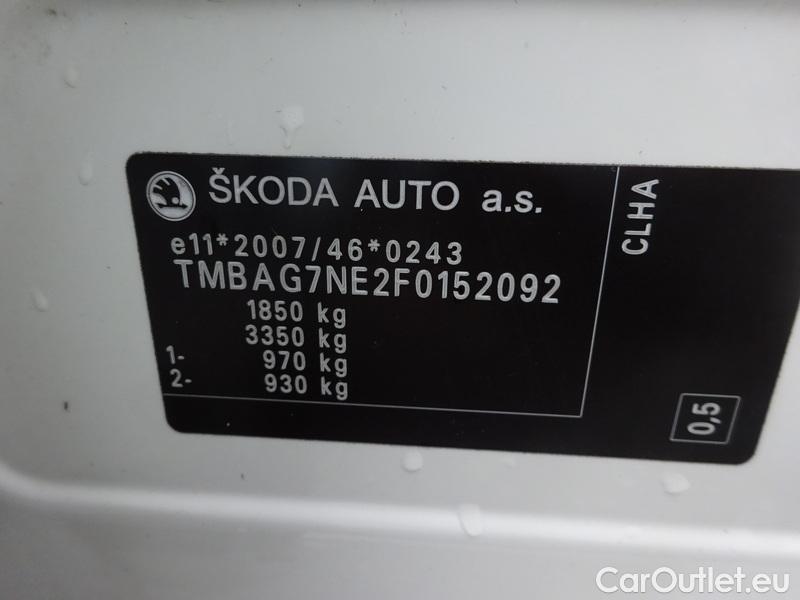 ŠKODA AUTO a.s.
e11*2007/46*0243
TMBAG7NE2F0152092
1850 kg
3350 kg
1- 970 kg
2- 930 kg
CLHA
0,5
CarOutlet.eu